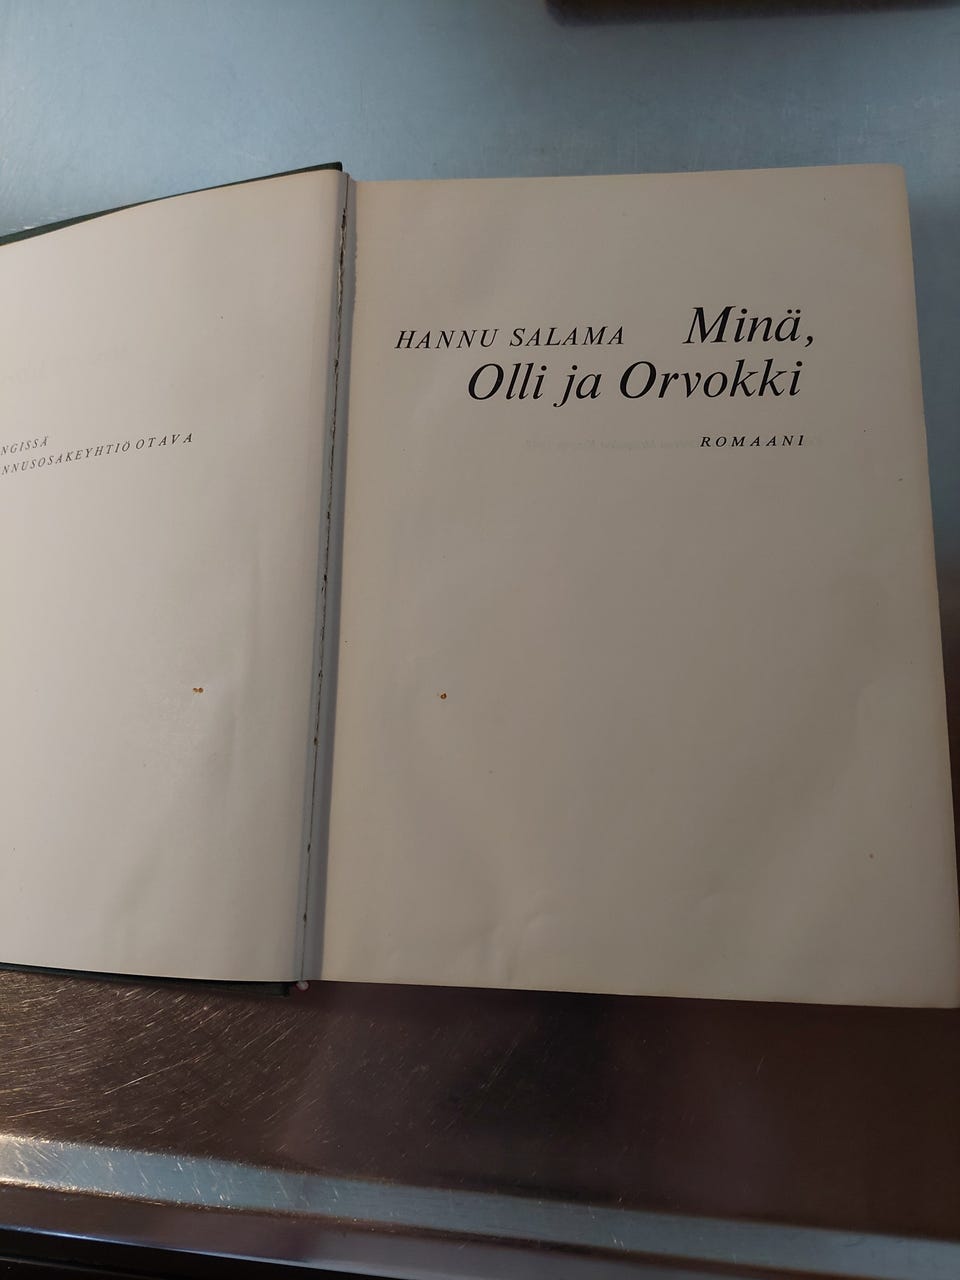 NGISSÄ
NNUSOSAKEYHTIÖ OTAVA
HANNU SALAMA Minä,
Olli ja Orvokki
ROMAANI